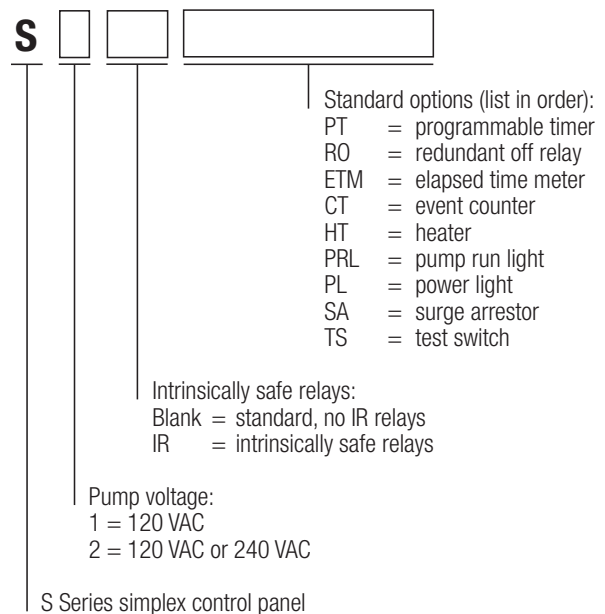 S
Standard options (list in order):
PT = programmable timer
RO = redundant off relay
ETM = elapsed time meter
CT = event counter
HT = heater
PRL = pump run light
PL = power light
SA = surge arrestor
TS = test switch
Intrinsically safe relays:
Blank = standard, no IR relays
IR = intrinsically safe relays
Pump voltage:
1 = 120 VAC
2 = 120 VAC or 240 VAC
S Series simplex control panel